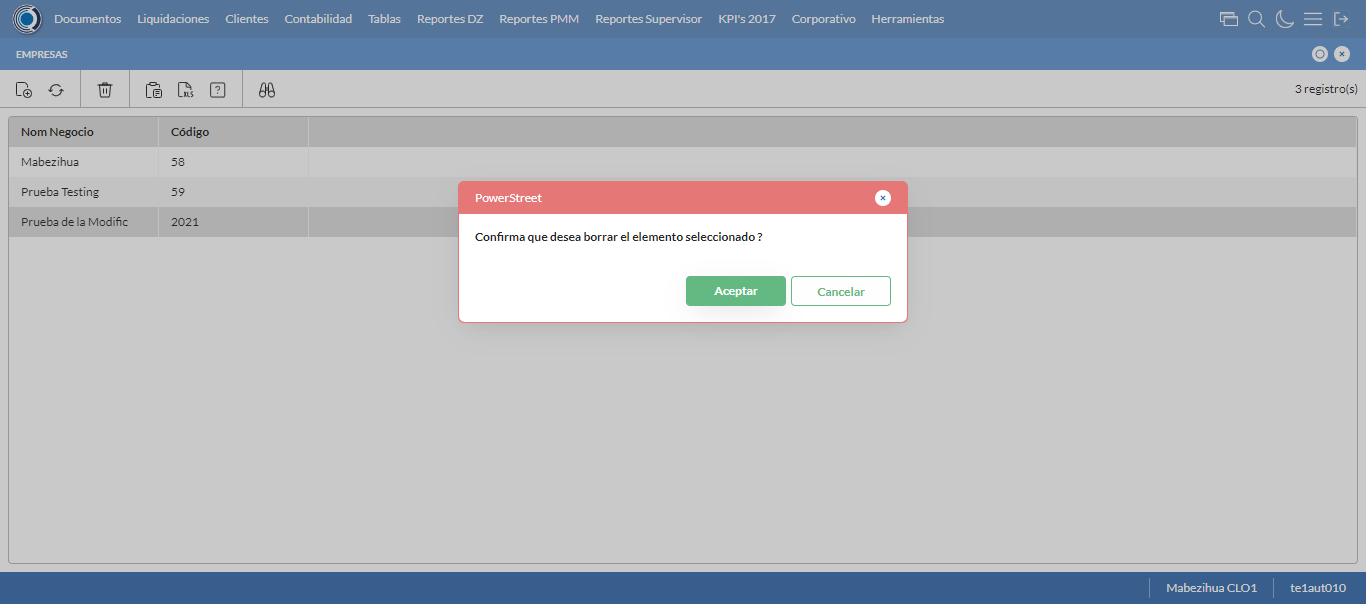 Documentos Liquidaciones Clientes Contabilidad Tablas Reportes DZ Reportes PMM Reportes Supervisor KPI's 2017 Corporativo Herramientas
EMPRESAS
XLS ? 3 registro(s)
Nom Negocio Código
Mabezihua 58
Prueba Testing 59
Prueba de la Modific 2021
PowerStreet
Confirma que desea borrar el elemento seleccionado ?
Aceptar Cancelar
Mabezihua CLO1 te1aut010